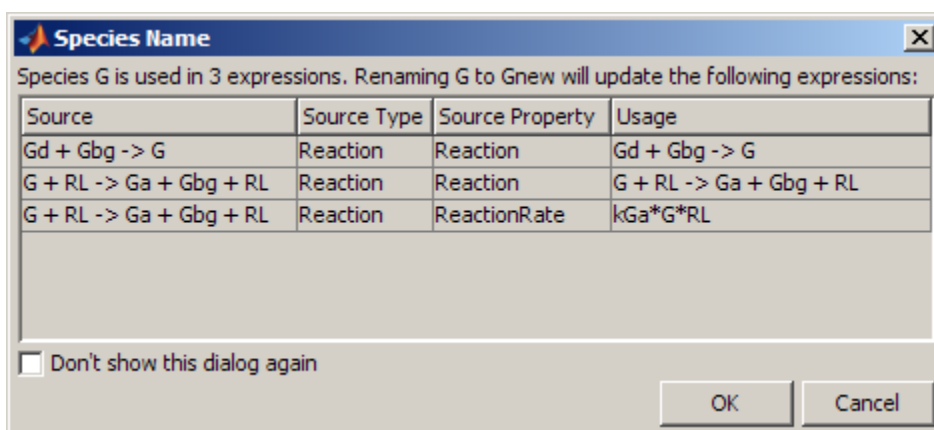 Species Name
Species G is used in 3 expressions. Renaming G to Gnew will update the following expressions:
Source Source Type Source Property Usage
Gd + Gbg -> G Reaction Reaction Gd + Gbg -> G
G + RL -> Ga + Gbg + RL Reaction Reaction G + RL -> Ga + Gbg + RL
G + RL -> Ga + Gbg + RL Reaction ReactionRate kGa*G*RL
Don't show this dialog again
OK Cancel